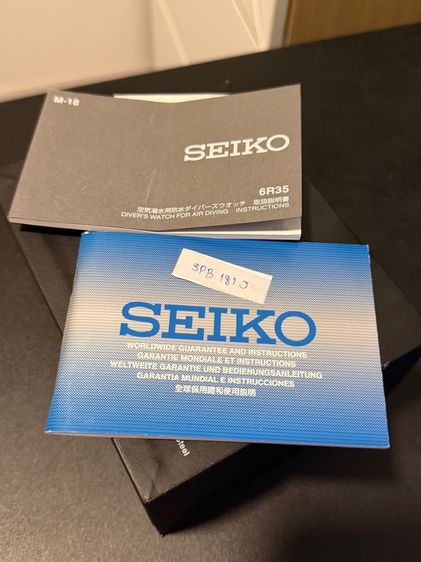 M-18
SEIKO
6R35
空気潜水用防水ダイバーズウオッチ 取扱説明書
DIVER'S WATCH FOR AIR DIVING INSTRUCTIONS
SPB 181 J
SEIKO
WORLDWIDE GUARANTEE AND INSTRUCTIONS
GARANTIE MONDIALE ET INSTRUCTIONS
WELTWEITE GARANTIE UND BEDIENUNGSANLEITUNG
GARANTIA MUNDIAL E INSTRUCCIONES
全球保用證和使用說明
Steel